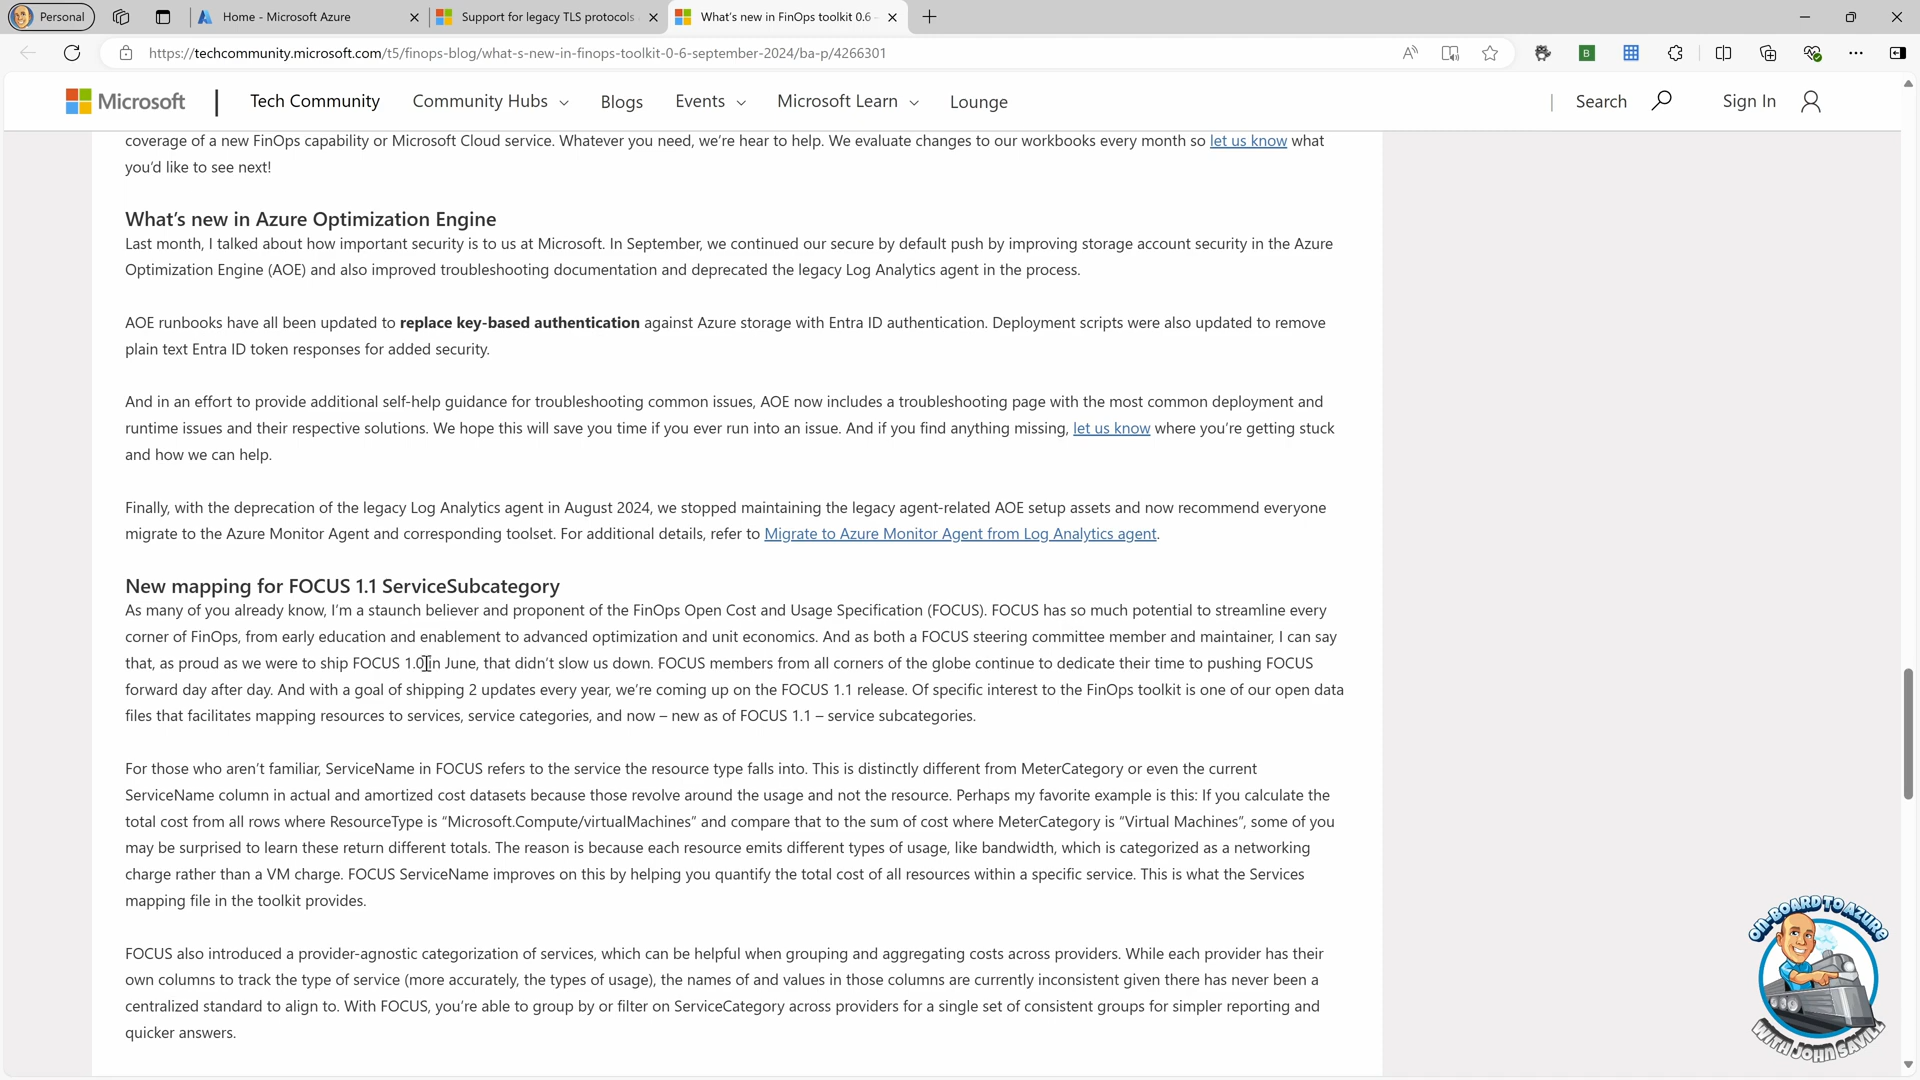 Personal
Home - Microsoft Azure
Support for legacy TLS protocols
What's new in FinOps toolkit 0.6
https://techcommunity.microsoft.com/t5/finops-blog/what-s-new-in-finops-toolkit-0-6-september-2024/ba-p/4266301
Microsoft | Tech Community Community Hubs Blogs Events Microsoft Learn Lounge | Search Sign In
coverage of a new FinOps capability or Microsoft Cloud service. Whatever you need, we're hear to help. We evaluate changes to our workbooks every month so let us know what
you'd like to see next!
What's new in Azure Optimization Engine
Last month, I talked about how important security is to us at Microsoft. In September, we continued our secure by default push by improving storage account security in the Azure
Optimization Engine (AOE) and also improved troubleshooting documentation and deprecated the legacy Log Analytics agent in the process.
AOE runbooks have all been updated to replace key-based authentication against Azure storage with Entra ID authentication. Deployment scripts were also updated to remove
plain text Entra ID token responses for added security.
And in an effort to provide additional self-help guidance for troubleshooting common issues, AOE now includes a troubleshooting page with the most common deployment and
runtime issues and their respective solutions. We hope this will save you time if you ever run into an issue. And if you find anything missing, let us know where you're getting stuck
and how we can help.
Finally, with the deprecation of the legacy Log Analytics agent in August 2024, we stopped maintaining the legacy agent-related AOE setup assets and now recommend everyone
migrate to the Azure Monitor Agent and corresponding toolset. For additional details, refer to Migrate to Azure Monitor Agent from Log Analytics agent.
New mapping for FOCUS 1.1 ServiceSubcategory
As many of you already know, I'm a staunch believer and proponent of the FinOps Open Cost and Usage Specification (FOCUS). FOCUS has so much potential to streamline every
corner of FinOps, from early education and enablement to advanced optimization and unit economics. And as both a FOCUS steering committee member and maintainer, I can say
that, as proud as we were to ship FOCUS 1.0 in June, that didn't slow us down. FOCUS members from all corners of the globe continue to dedicate their time to pushing FOCUS
forward day after day. And with a goal of shipping 2 updates every year, we're coming up on the FOCUS 1.1 release. Of specific interest to the FinOps toolkit is one of our open data
files that facilitates mapping resources to services, service categories, and now – new as of FOCUS 1.1 – service subcategories.
For those who aren't familiar, ServiceName in FOCUS refers to the service the resource type falls into. This is distinctly different from MeterCategory or even the current
ServiceName column in actual and amortized cost datasets because those revolve around the usage and not the resource. Perhaps my favorite example is this: If you calculate the
total cost from all rows where ResourceType is “Microsoft.Compute/virtualMachines” and compare that to the sum of cost where MeterCategory is “Virtual Machines”, some of you
may be surprised to learn these return different totals. The reason is because each resource emits different types of usage, like bandwidth, which is categorized as a networking
charge rather than a VM charge. FOCUS ServiceName improves on this by helping you quantify the total cost of all resources within a specific service. This is what the Services
mapping file in the toolkit provides.
FOCUS also introduced a provider-agnostic categorization of services, which can be helpful when grouping and aggregating costs across providers. While each provider has their
own columns to track the type of service (more accurately, the types of usage), the names of and values in those columns are currently inconsistent given there has never been a
centralized standard to align to. With FOCUS, you're able to group by or filter on ServiceCategory across providers for a single set of consistent groups for simpler reporting and
quicker answers.
ON-BOARD TO AZURE
WITH JOHN SAVILL